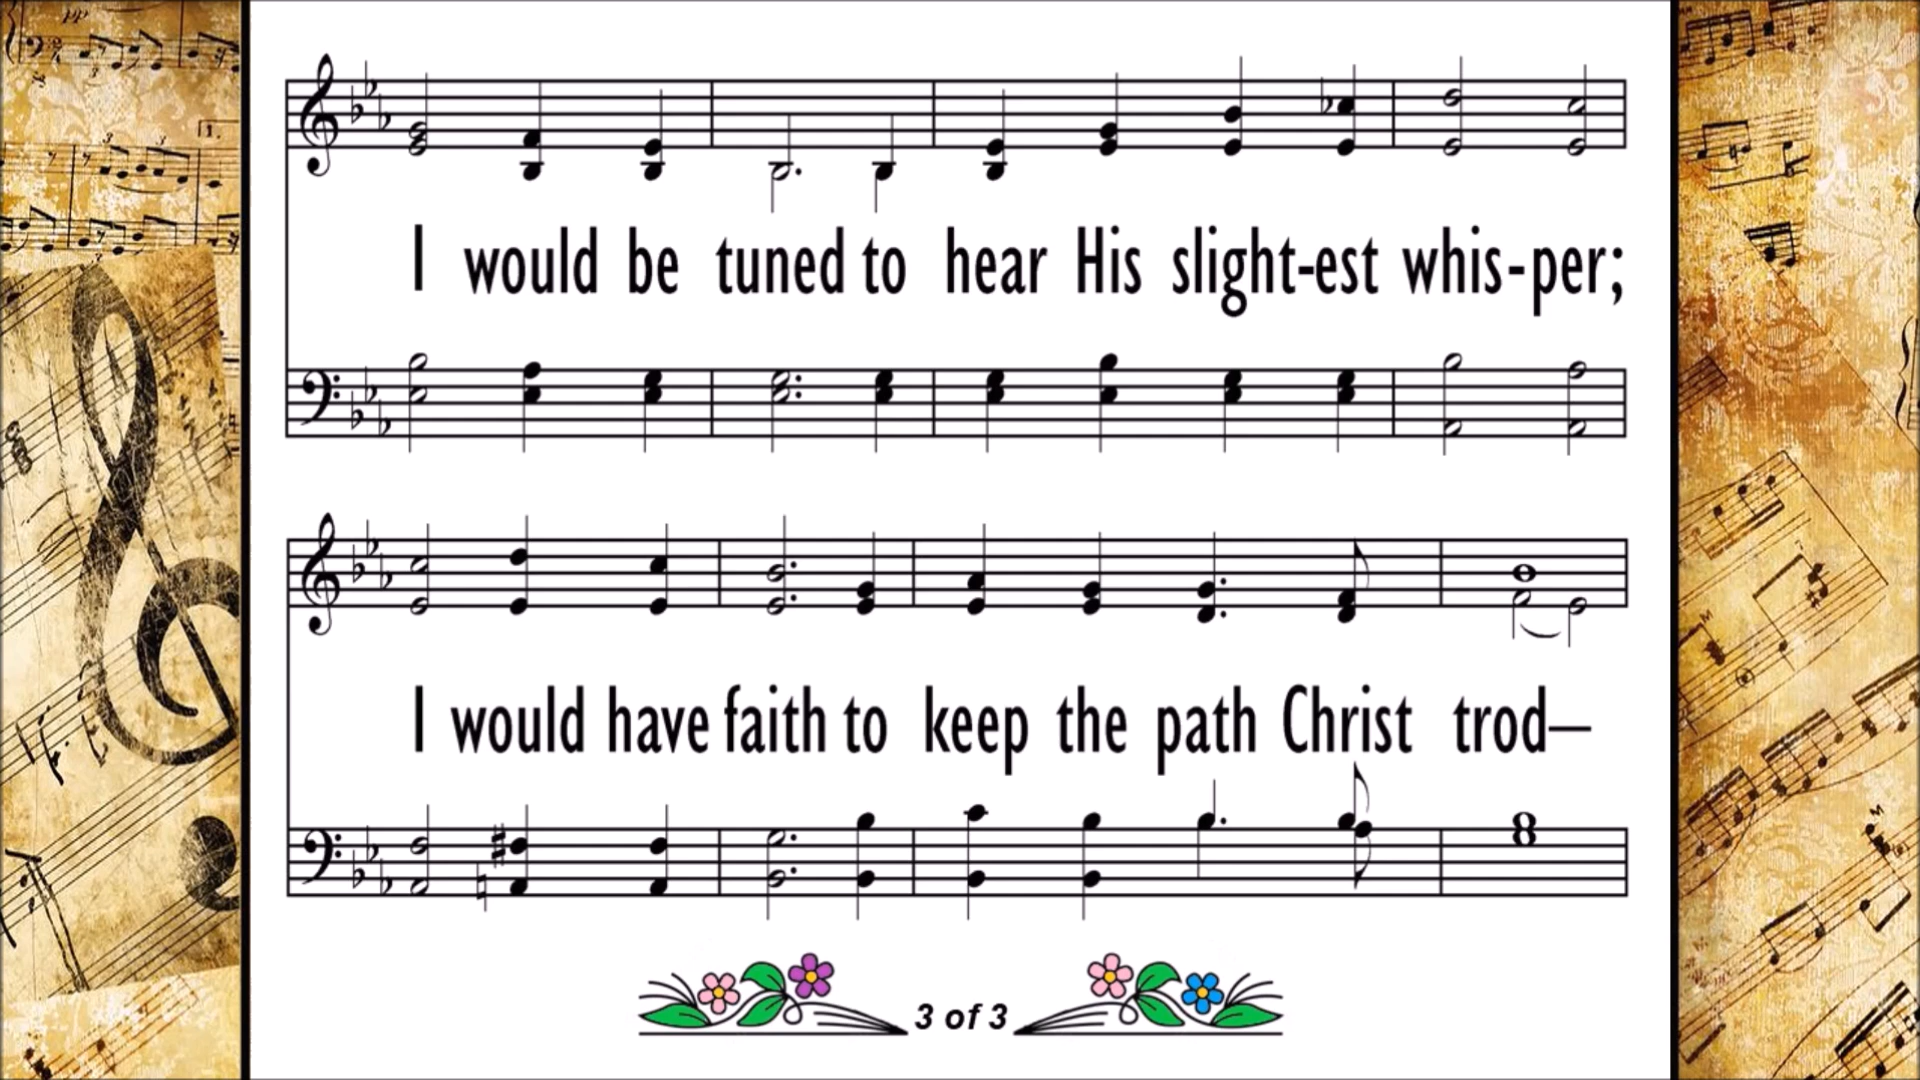 I would be tuned to hear His slight-est whis-per;
I would have faith to keep the path Christ trod–
3 of 3